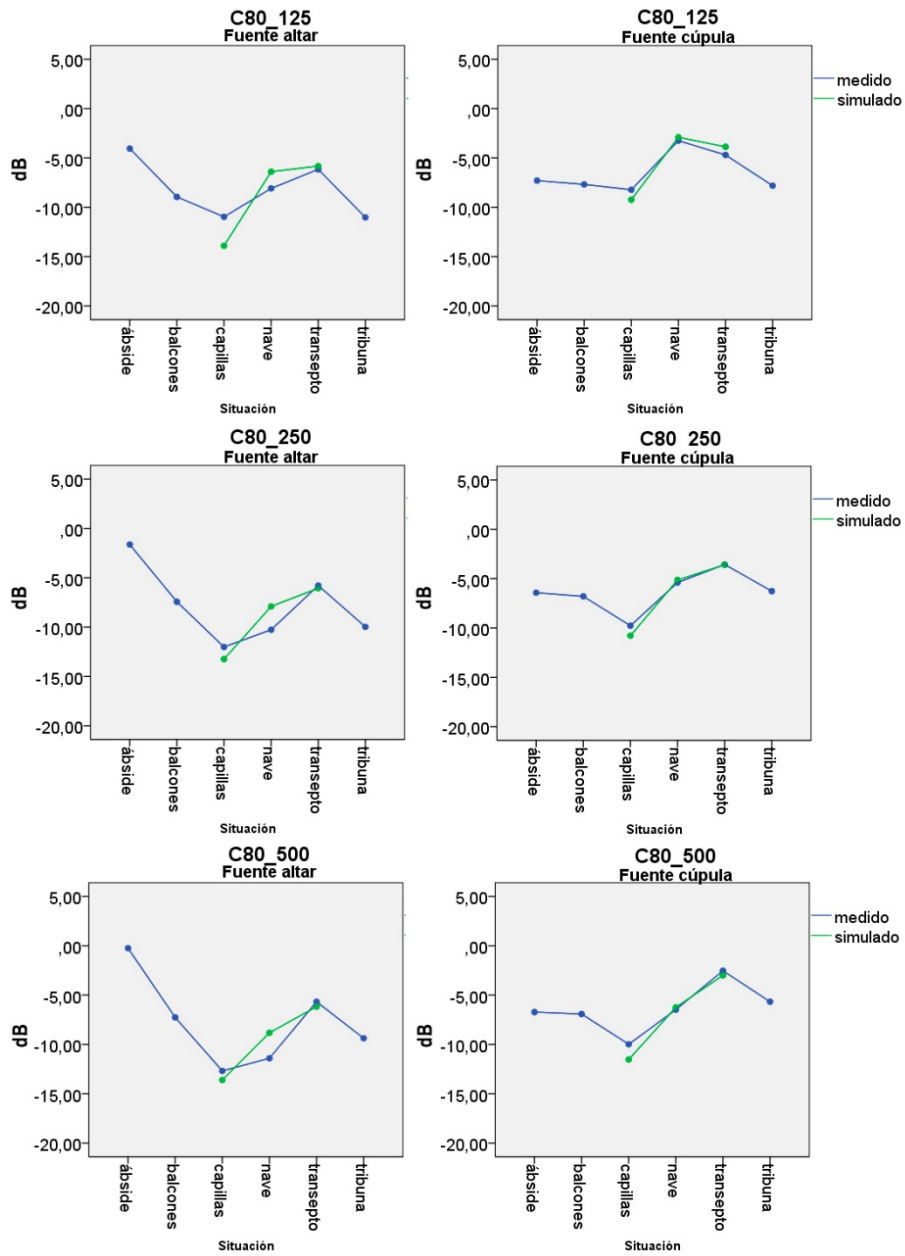 C80_125
Fuente altar
5,00
,00
-5,00
-10,00
-15,00
-20,00
dB
ábside
balcones
capillas
nave
transepto
tribuna
Situación
C80_125
Fuente cúpula
5,00
,00
-5,00
-10,00
-15,00
-20,00
dB
ábside
balcones
capillas
nave
transepto
tribuna
Situación
medido
simulado
C80_250
Fuente altar
5,00
,00
-5,00
-10,00
-15,00
-20,00
dB
ábside
balcones
capillas
nave
transepto
tribuna
Situación
C80 250
Fuente cúpula
5,00
,00
-5,00
-10,00
-15,00
-20,00
dB
ábside
balcones
capillas
nave
transepto
tribuna
Situación
medido
simulado
C80_500
Fuente altar
5,00
,00
-5,00
-10,00
-15,00
-20,00
dB
ábside
balcones
capillas
nave
transepto
tribuna
Situación
C80_500
Fuente cúpula
5,00
,00
-5,00
-10,00
-15,00
-20,00
dB
ábside
balcones
capillas
nave
transepto
tribuna
Situación
medido
simulado